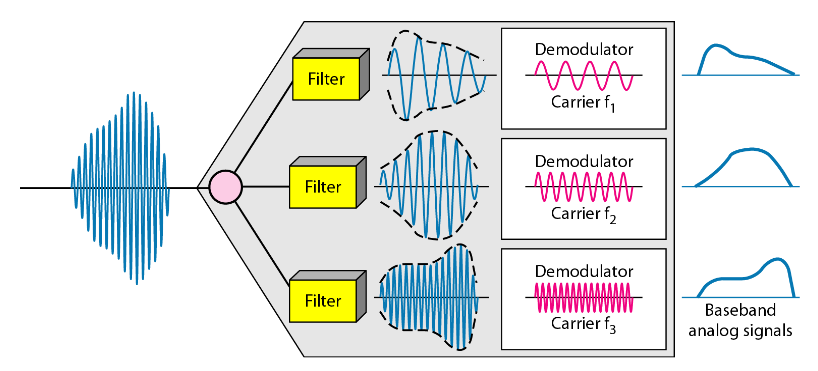 Filter
Demodulator
Carrier f₁
Filter
Demodulator
Carrier f₂
Filter
Demodulator
Carrier f₃
Baseband
analog signals